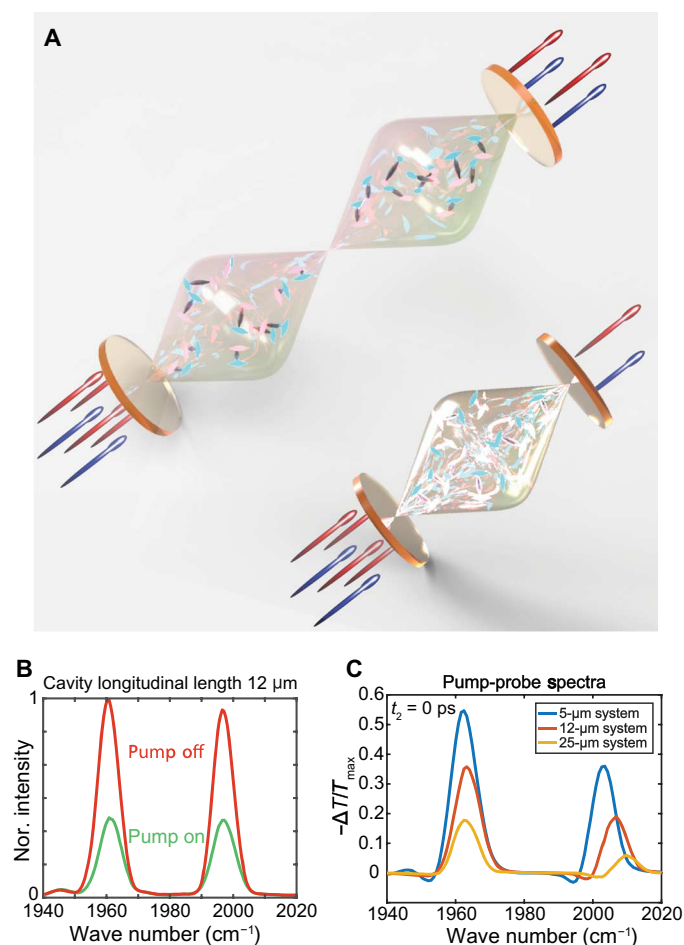 A
B
Cavity longitudinal length 12 µm
Nor. intensity
1
0
Pump off
Pump on
1940 1960 1980 2000 2020
Wave number (cm⁻¹)
C
Pump-probe spectra
t₂ = 0 ps
5-µm system
12-µm system
25-µm system
−ΔT/Tmax
0.6
0.5
0.4
0.3
0.2
0.1
0
1940 1960 1980 2000 2020
Wave number (cm⁻¹)